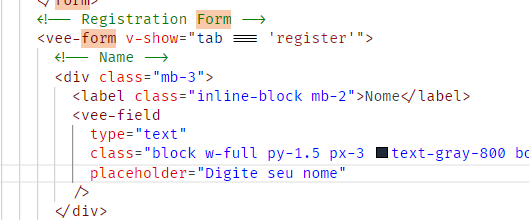 </form>
<!-- Registration Form -->
<vee-form v-show="tab === 'register'">
<!-- Name -->
<div class="mb-3">
<label class="inline-block mb-2">Nome</label>
<vee-field
type="text"
class="block w-full py-1.5 px-3 text-gray-800 bo
placeholder="Digite seu nome"
/>
</div>